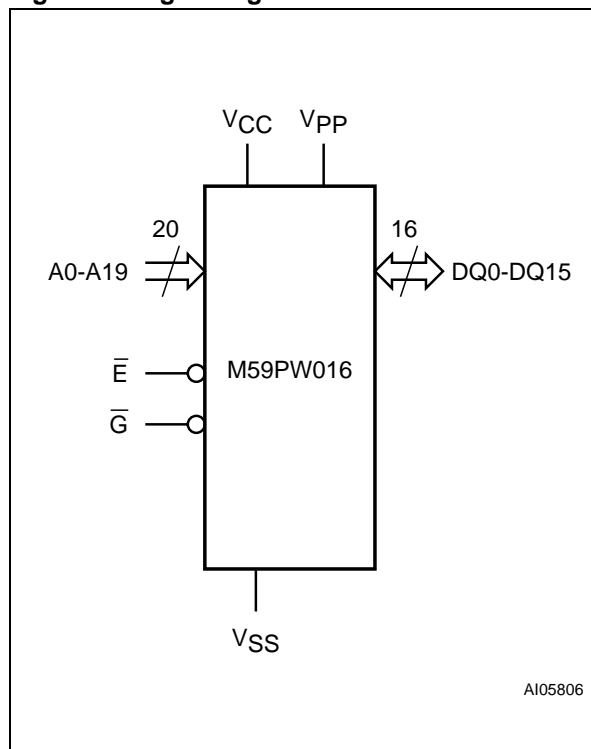 VCC VPP
20 16
A0-A19 DQ0-DQ15
E̅ M59PW016
G̅
VSS
AI05806